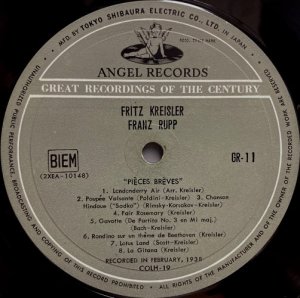 MFD BY TOKYO SHIBAURA ELECTRIC CO., LTD. IN JAPAN
ANGEL RECORDS
GREAT RECORDINGS OF THE CENTURY
FRITZ KREISLER
FRANZ RUPP
BIEM
GR-11
(2XEA-10148)
"PIÈCES BRÈVES"
1. Londonderry Air (Arr. Kreisler)
2. Poupée Valsante (Poldini-Kreisler) 3. Chanson
Hindoue ("Sadko") (Rimsky-Korakov-Kreisler)
4. Fair Rosemary (Kreisler)
5. Gavotte (De Partita No. 3 en Mi maj.)
(Bach-Kreisler)
6. Rondino sur un thème de Beethoven (Kreisler)
7. Lotus Land (Scott-Kreisler)
8. La Gitana (Kreisler)
RECORDED IN FEBRUARY, 1938
COLH-19
UNAUTHORIZED PUBLIC PERFORMANCE, BROADCASTING AND COPYING OF THIS RECORD PROHIBITED · ALL RIGHTS OF THE MANUFACTURER AND OF THE OWNER OF THE RECORDED WORK RESERVED